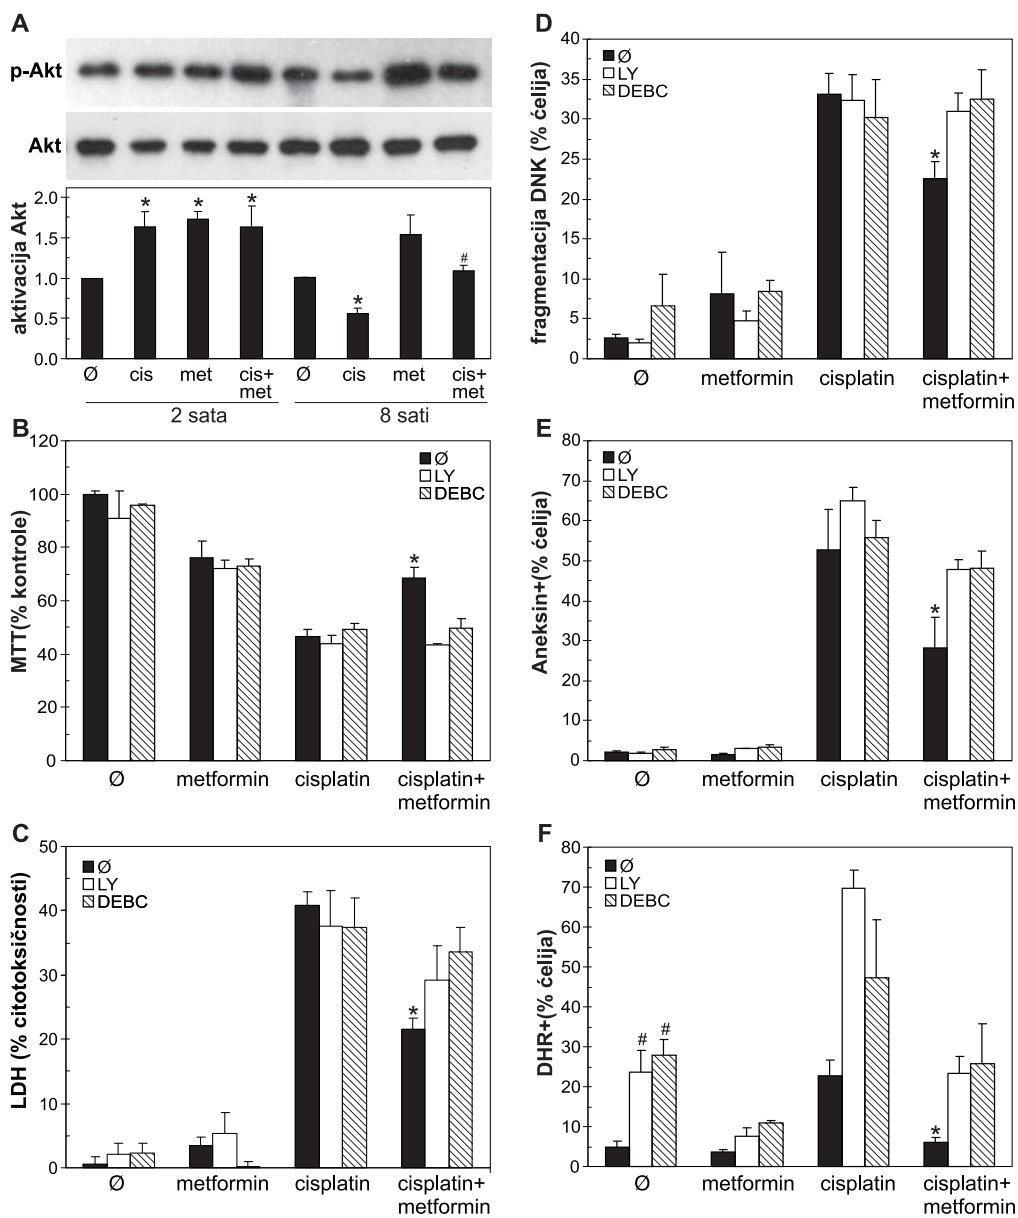 A
p-Akt
Akt
aktivacija Akt
2.0
1.5
1.0
0.5
0.0
* * * * #
Ø cis met cis+ met Ø cis met cis+ met
2 sata 8 sati
B
MTT(% kontrole)
120
100
80
60
40
20
0
Ø
LY
DEBC
*
Ø metformin cisplatin cisplatin+
metformin
C
LDH (% citotoksičnosti)
50
40
30
20
10
0
Ø
LY
DEBC
*
Ø metformin cisplatin cisplatin+
metformin
D
fragmentacija DNK (% ćelija)
40
35
30
25
20
15
10
5
0
Ø
LY
DEBC
*
Ø metformin cisplatin cisplatin+
metformin
E
Aneksin+(% ćelija)
80
70
60
50
40
30
20
10
0
Ø
LY
DEBC
*
Ø metformin cisplatin cisplatin+
metformin
F
DHR+(% ćelija)
80
70
60
50
40
30
20
10
0
Ø
LY
DEBC
# # *
Ø metformin cisplatin cisplatin+
metformin